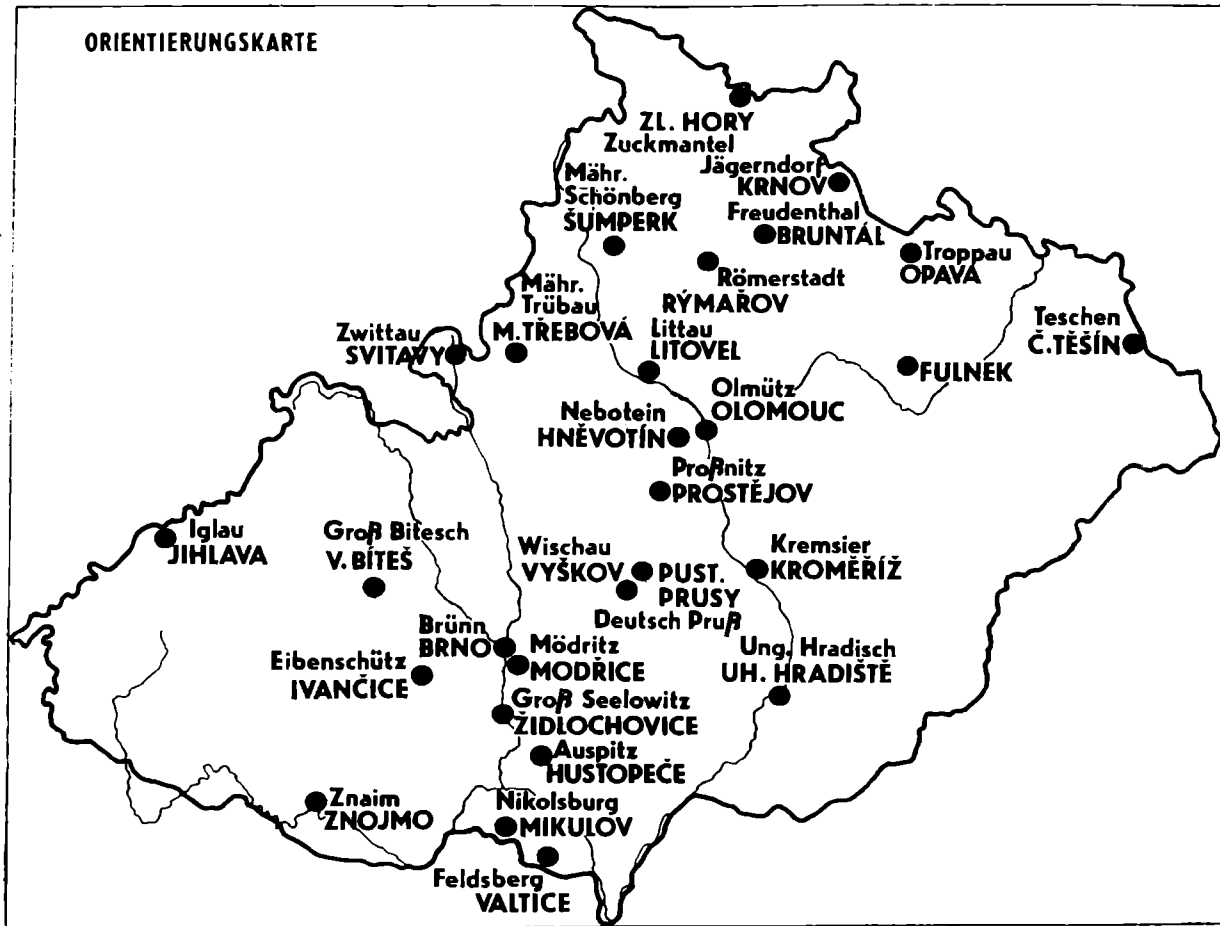 ORIENTIERUNGSKARTE
ZL. HORY
Zuckmantel
Jägerndorf
KRNOV
Mähr.
Schönberg
ŠUMPERK
Freudenthal
BRUNTÁL
Troppau
OPAVA
Römerstadt
RÝMAŘOV
Mähr.
Trübau
M. TŘEBOVÁ
Zwittau
SVITAVY
Littau
LITOVEL
Teschen
Č. TĚŠÍN
FULNEK
Olmütz
OLOMOUC
Nebotein
HNĚVOTÍN
Proßnitz
PROSTĚJOV
Iglau
JIHLAVA
Groß Bitesch
V. BÍTEŠ
Wischau
VYŠKOV
PUST.
PRUSY
Deutsch Pruß
Kremsier
KROMĚŘÍŽ
Brünn
BRNO
Mödritz
MODŘICE
Ung. Hradisch
UH. HRADIŠTĚ
Eibenschütz
IVANČICE
Groß Seelowitz
ŽIDLOCHOVICE
Auspitz
HUSTOPEČE
Znaim
ZNOJMO
Nikolsburg
MIKULOV
Feldsberg
VALTICE